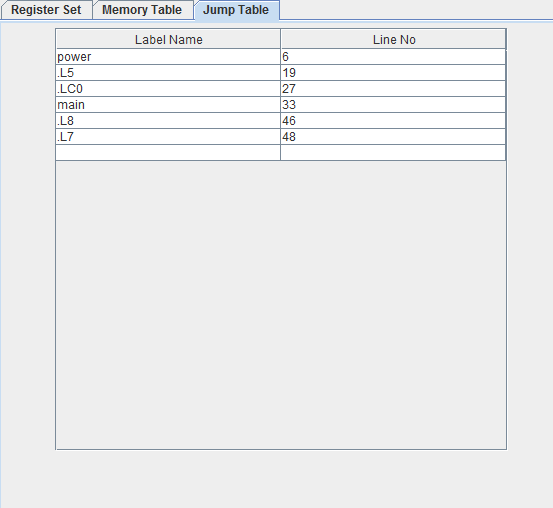 Register Set Memory Table Jump Table
Label Name Line No
power 6
.L5 19
.LC0 27
main 33
.L8 46
.L7 48